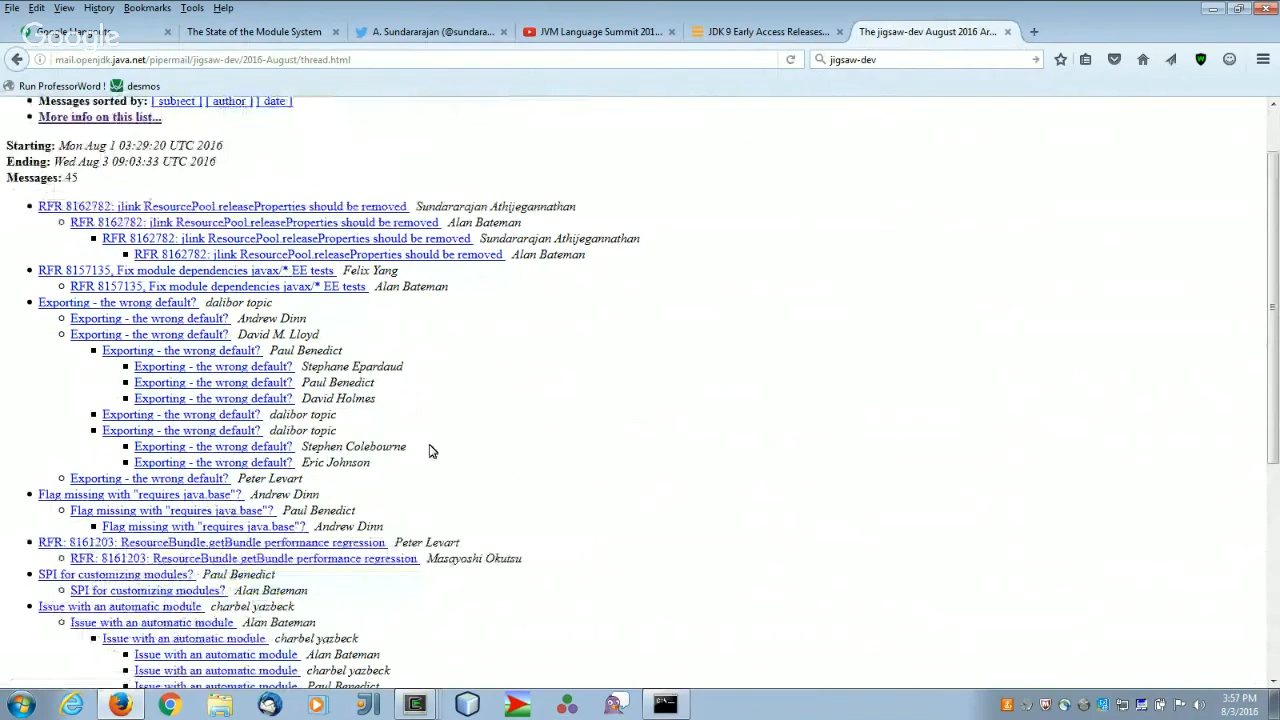 File Edit View History Bookmarks Tools Help
Google
The State of the Module System
A. Sundararajan (@sundara...
JVM Language Summit 201...
JDK 9 Early Access Releases...
The jigsaw-dev August 2016 Ar...
mail.openjdk.java.net/pipermail/jigsaw-dev/2016-August/thread.html
jigsaw-dev
Run ProfessorWord ! desmos
Messages sorted by: [ subject ] [ author ] [ date ]
More info on this list...
Starting: Mon Aug 1 03:29:20 UTC 2016
Ending: Wed Aug 3 09:03:33 UTC 2016
Messages: 45
RFR 8162782: jlink ResourcePool.releaseProperties should be removed Sundararajan Athijegannathan
RFR 8162782: jlink ResourcePool.releaseProperties should be removed Alan Bateman
RFR 8162782: jlink ResourcePool.releaseProperties should be removed Sundararajan Athijegannathan
RFR 8162782: jlink ResourcePool.releaseProperties should be removed Alan Bateman
RFR 8157135, Fix module dependencies javax/* EE tests Felix Yang
RFR 8157135, Fix module dependencies javax/* EE tests Alan Bateman
Exporting - the wrong default? dalibor topic
Exporting - the wrong default? Andrew Dinn
Exporting - the wrong default? David M. Lloyd
Exporting - the wrong default? Paul Benedict
Exporting - the wrong default? Stephane Epardaud
Exporting - the wrong default? Paul Benedict
Exporting - the wrong default? David Holmes
Exporting - the wrong default? dalibor topic
Exporting - the wrong default? dalibor topic
Exporting - the wrong default? Stephen Colebourne
Exporting - the wrong default? Eric Johnson
Exporting - the wrong default? Peter Levart
Flag missing with "requires java.base"? Andrew Dinn
Flag missing with "requires java.base"? Paul Benedict
Flag missing with "requires java.base"? Andrew Dinn
RFR: 8161203: ResourceBundle.getBundle performance regression Peter Levart
RFR: 8161203: ResourceBundle.getBundle performance regression Masayoshi Okutsu
SPI for customizing modules? Paul Benedict
SPI for customizing modules? Alan Bateman
Issue with an automatic module charbel yazbeck
Issue with an automatic module Alan Bateman
Issue with an automatic module charbel yazbeck
Issue with an automatic module Alan Bateman
Issue with an automatic module charbel yazbeck
Issue with an automatic module Paul Benedict
3:57 PM
8/3/2016